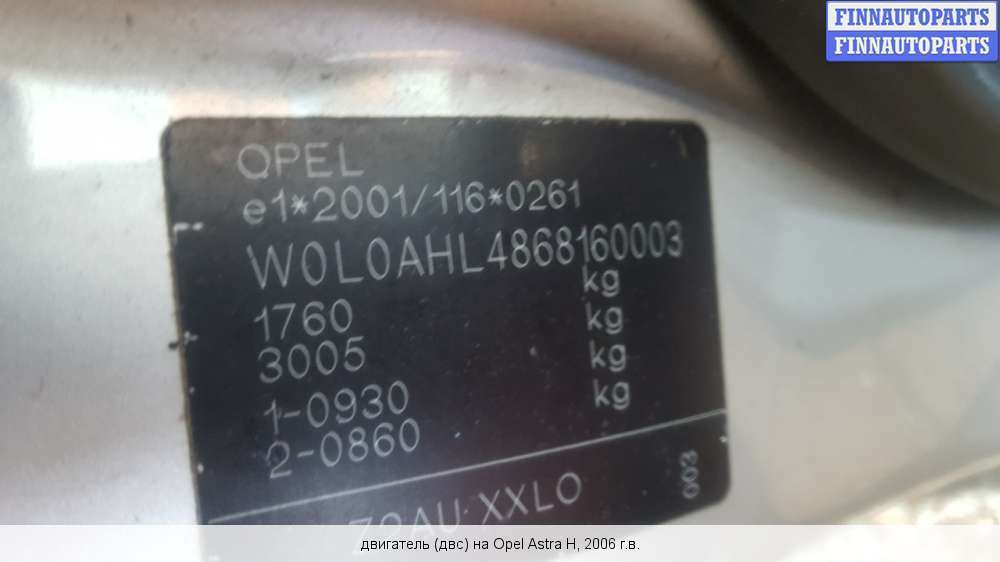 FINNAUTOPARTS
FINNAUTOPARTS
OPEL
e1*2001/116*0261
W0L0AHL4868160003
1760 kg
3005 kg
1-0930 kg
2-0860 kg
XXLO
003
двигатель (двс) на Opel Astra H, 2006 г.в.